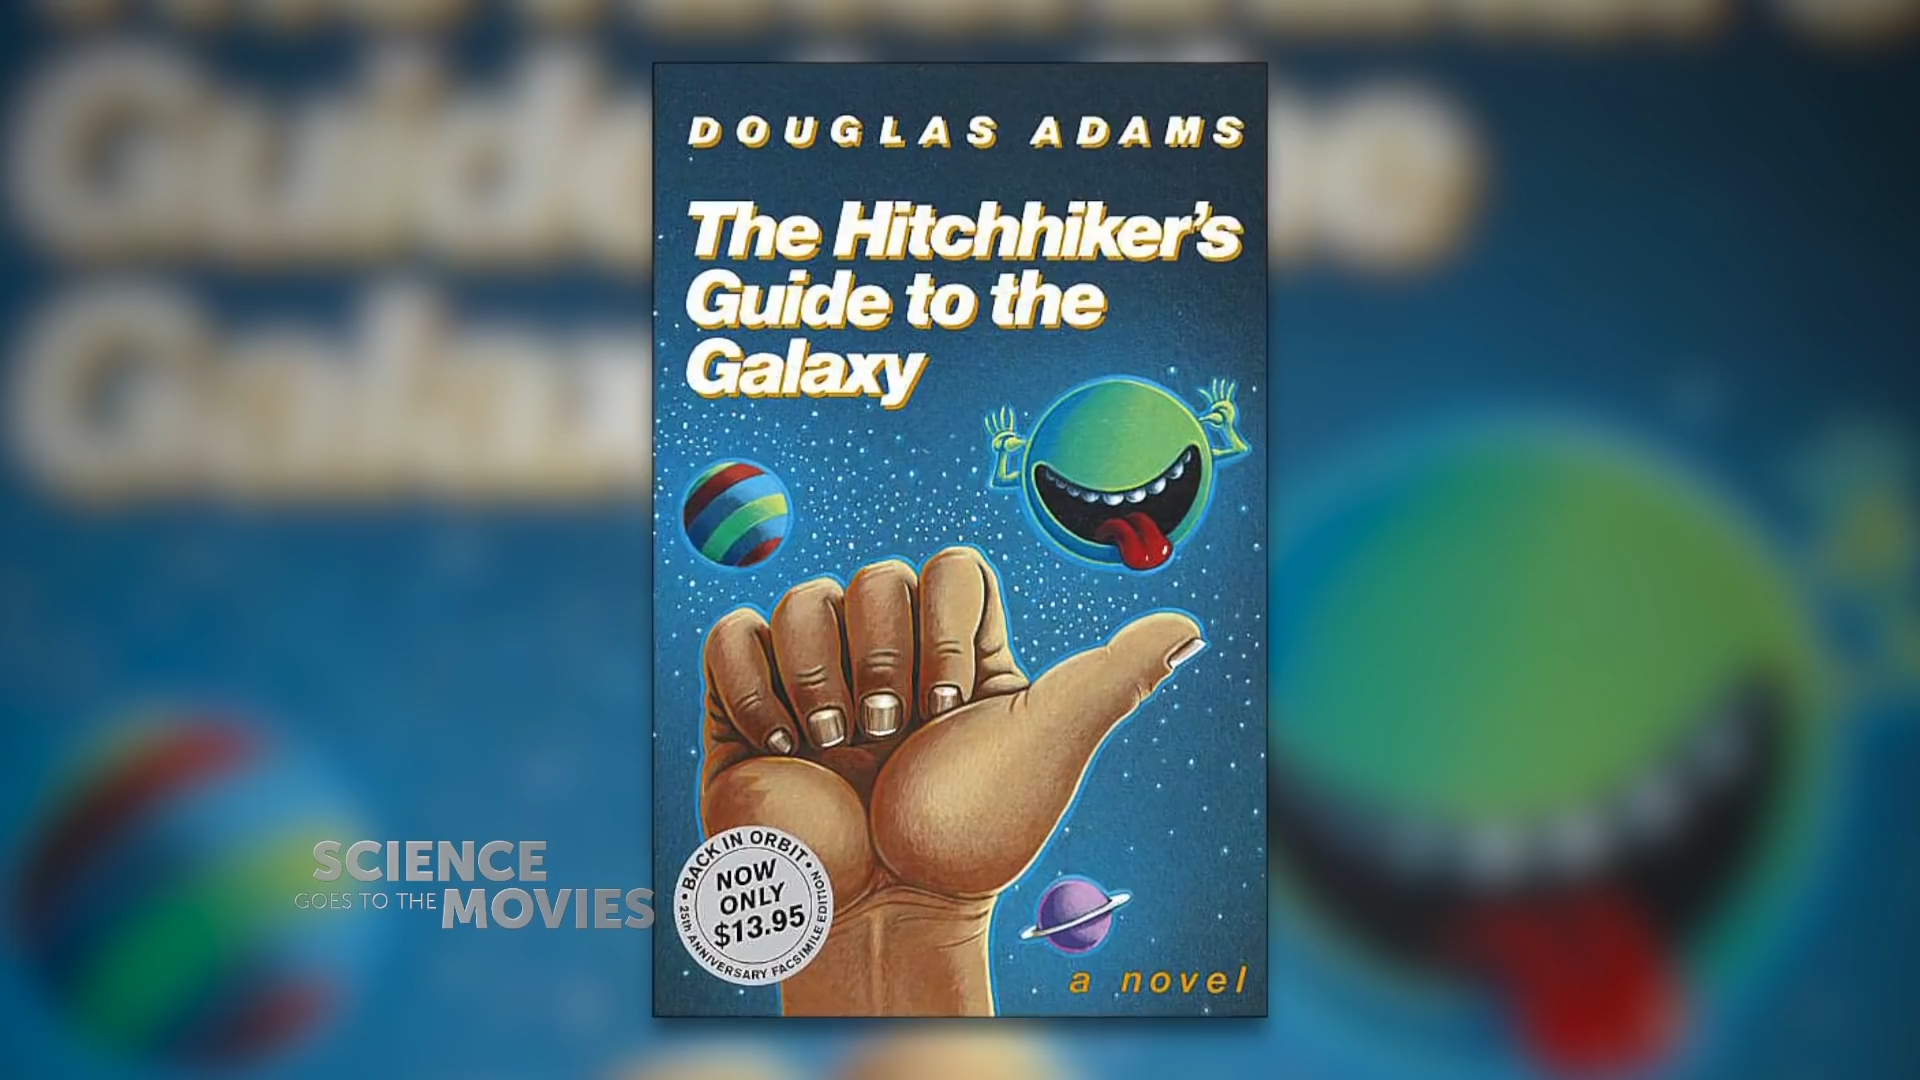 DOUGLAS ADAMS
The Hitchhiker's
Guide to the
Galaxy
BACK IN ORBIT
NOW
ONLY
$13.95
25th ANNIVERSARY FACSIMILE EDITION
a novel
SCIENCE
GOES TO THE MOVIES